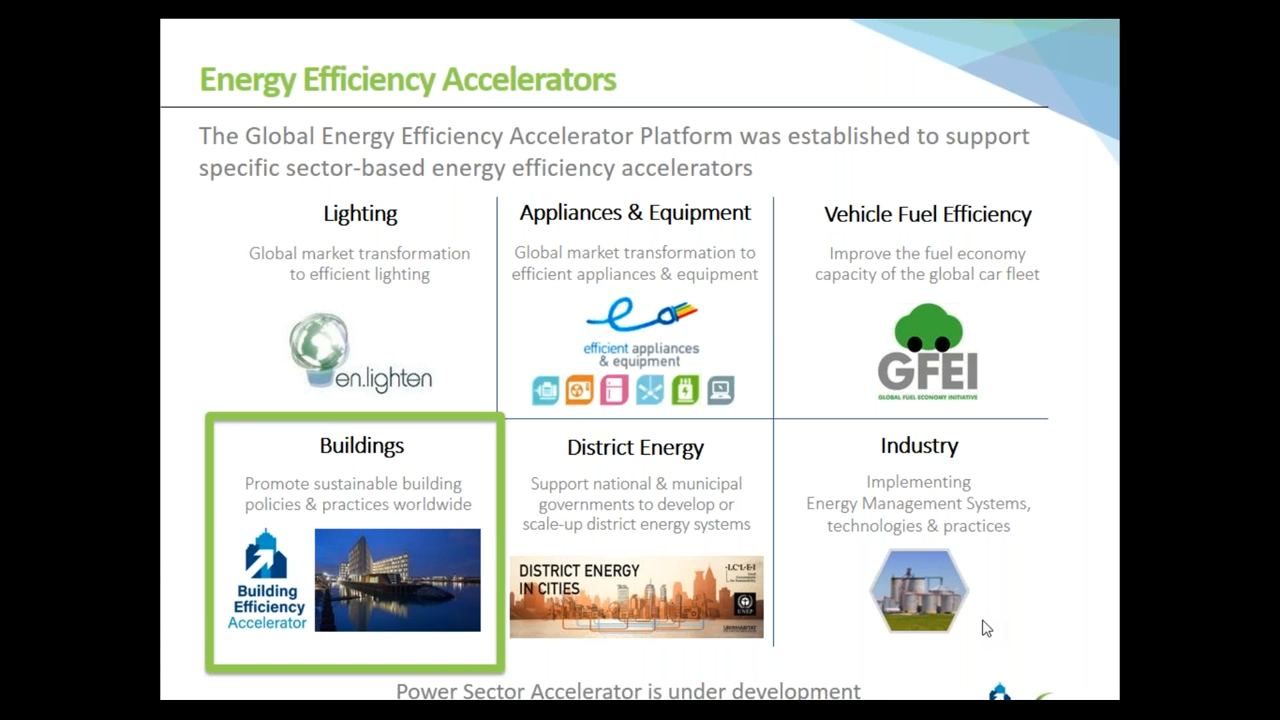 Energy Efficiency Accelerators
The Global Energy Efficiency Accelerator Platform was established to support
specific sector-based energy efficiency accelerators
Lighting
Global market transformation
to efficient lighting
en.lighten
Appliances & Equipment
Global market transformation to
efficient appliances & equipment
efficient appliances
& equipment
Vehicle Fuel Efficiency
Improve the fuel economy
capacity of the global car fleet
GFEI
GLOBAL FUEL ECONOMY INITIATIVE
Buildings
Promote sustainable building
policies & practices worldwide
Building
Efficiency
Accelerator
District Energy
Support national & municipal
governments to develop or
scale-up district energy systems
DISTRICT ENERGY
IN CITIES
I.C.L.E.I
UNEP
Industry
Implementing
Energy Management Systems,
technologies & practices
Power Sector Accelerator is under development